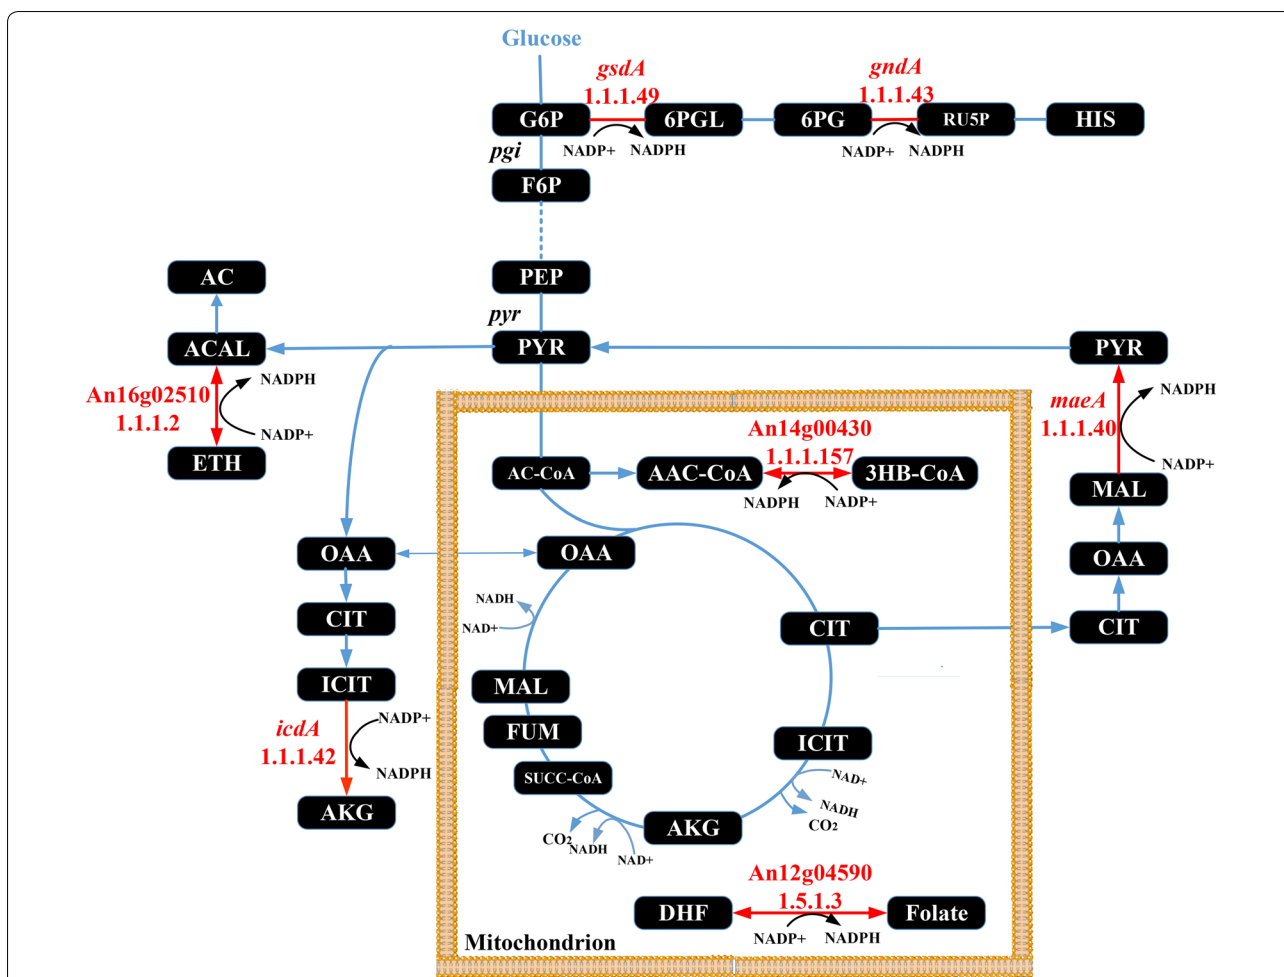 Glucose
gsdA
1.1.1.49
gndA
1.1.1.43
G6P
6PGL
6PG
RU5P
HIS
NADP+
NADPH
NADP+
NADPH
pgi
F6P
AC
PEP
pyr
ACAL
PYR
PYR
An16g02510
1.1.1.2
NADPH
NADP+
ETH
maeA
1.1.1.40
NADPH
NADP+
An14g00430
1.1.1.157
AC-CoA
AAC-CoA
3HB-CoA
NADPH
NADP+
MAL
OAA
OAA
OAA
NADH
NAD+
CIT
CIT
CIT
ICIT
MAL
FUM
ICIT
icdA
1.1.1.42
NADP+
NADPH
SUCC-CoA
NAD+
NADH
CO2
AKG
AKG
CO2
NADH
NAD+
An12g04590
1.5.1.3
DHF
Folate
NADP+
NADPH
Mitochondrion